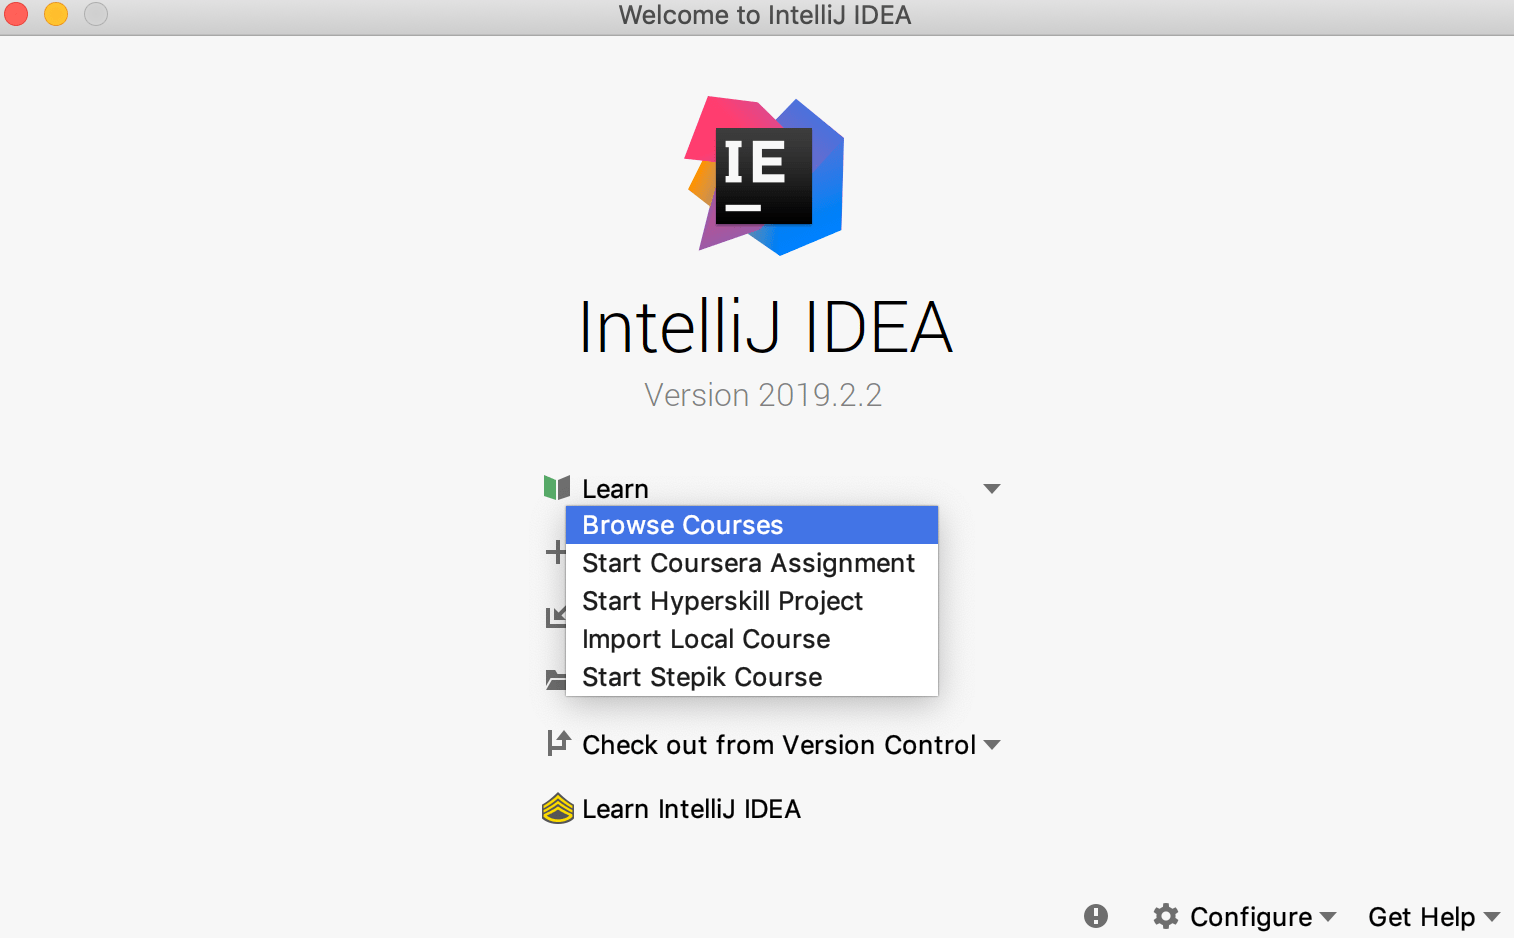 Welcome to IntelliJ IDEA
IE
IntelliJ IDEA
Version 2019.2.2
Learn
Browse Courses
Start Coursera Assignment
Start Hyperskill Project
Import Local Course
Start Stepik Course
Check out from Version Control
Learn IntelliJ IDEA
Configure Get Help